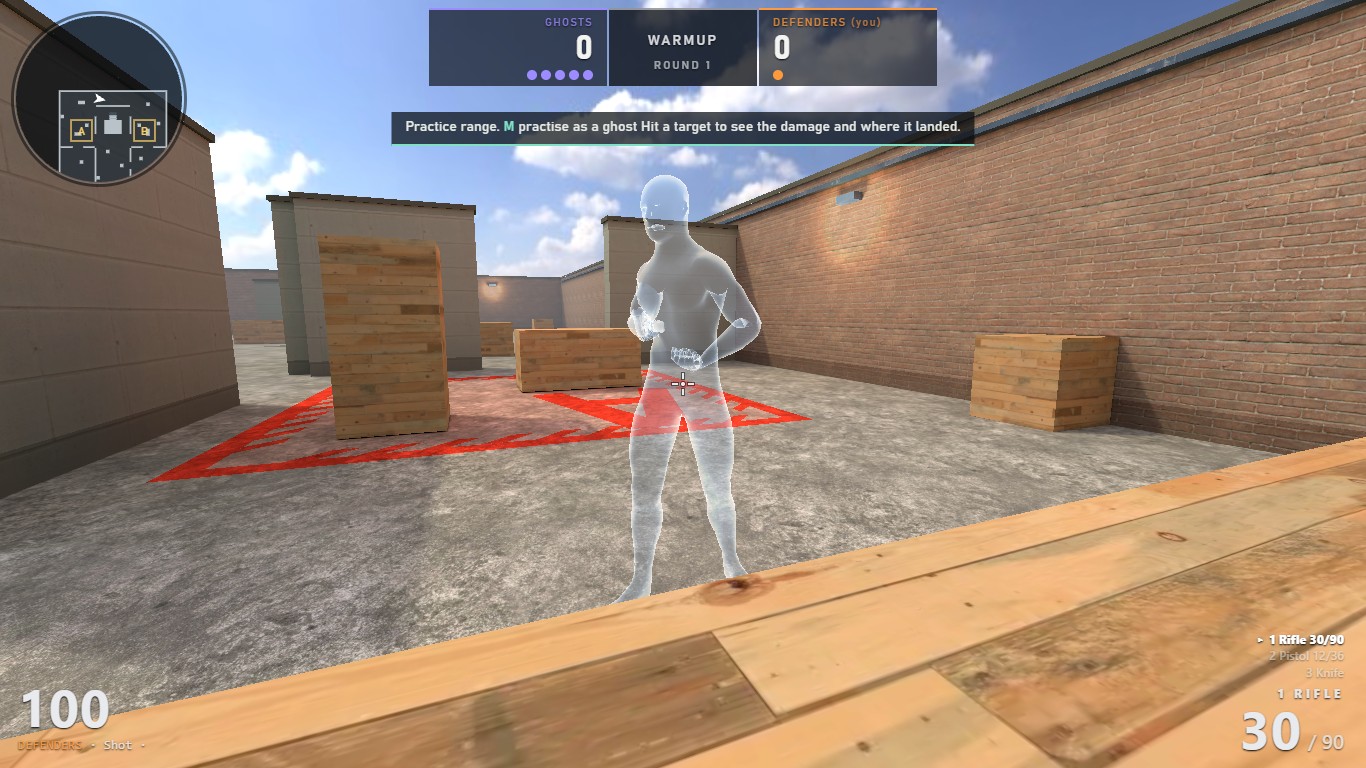 GHOSTS
0
WARMUP
ROUND 1
DEFENDERS (you)
0
Practice range. M practise as a ghost Hit a target to see the damage and where it landed.
A
B
▸ 1 Rifle 30/90
2 Pistol 12/36
3 Knife
1 RIFLE
30 / 90
100
DEFENDERS · Shot ·